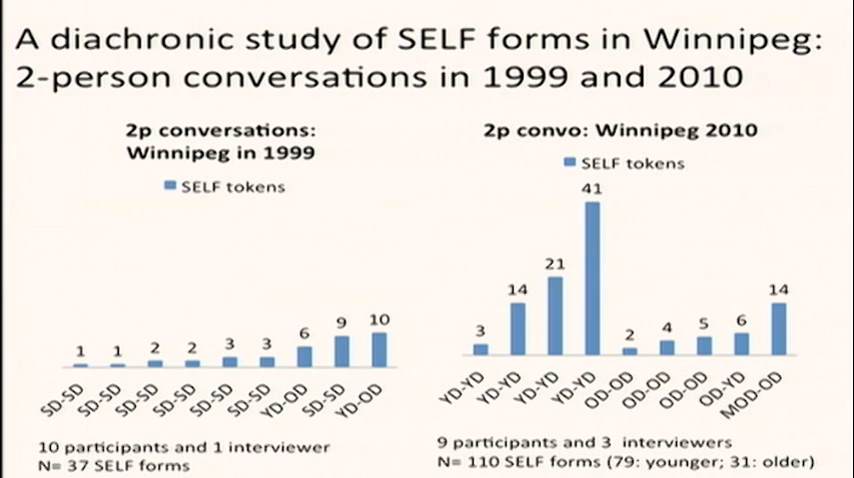 A diachronic study of SELF forms in Winnipeg:
2-person conversations in 1999 and 2010
2p conversations:
Winnipeg in 1999
SELF tokens
1 1 2 2 3 3 6 9 10
SD-SD SD-SD SD-SD SD-SD SD-SD SD-SD YD-OD SD-SD YD-OD
10 participants and 1 interviewer
N= 37 SELF forms
2p convo: Winnipeg 2010
SELF tokens
3 14 21 41 2 4 5 6 14
YD-YD YD-YD YD-YD YD-YD OD-OD OD-OD OD-OD OD-YD MOD-OD
9 participants and 3 interviewers
N= 110 SELF forms (79: younger; 31: older)